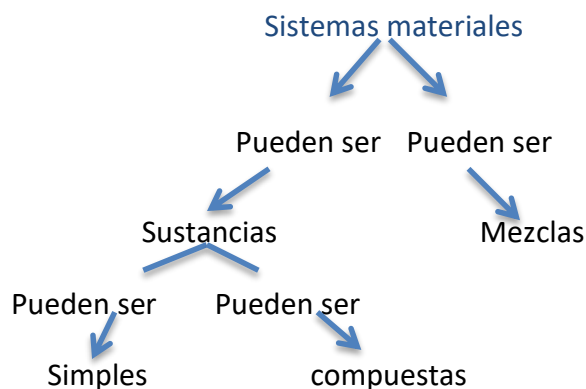 Sistemas materiales
Pueden ser Pueden ser
Sustancias Mezclas
Pueden ser Pueden ser
Simples compuestas